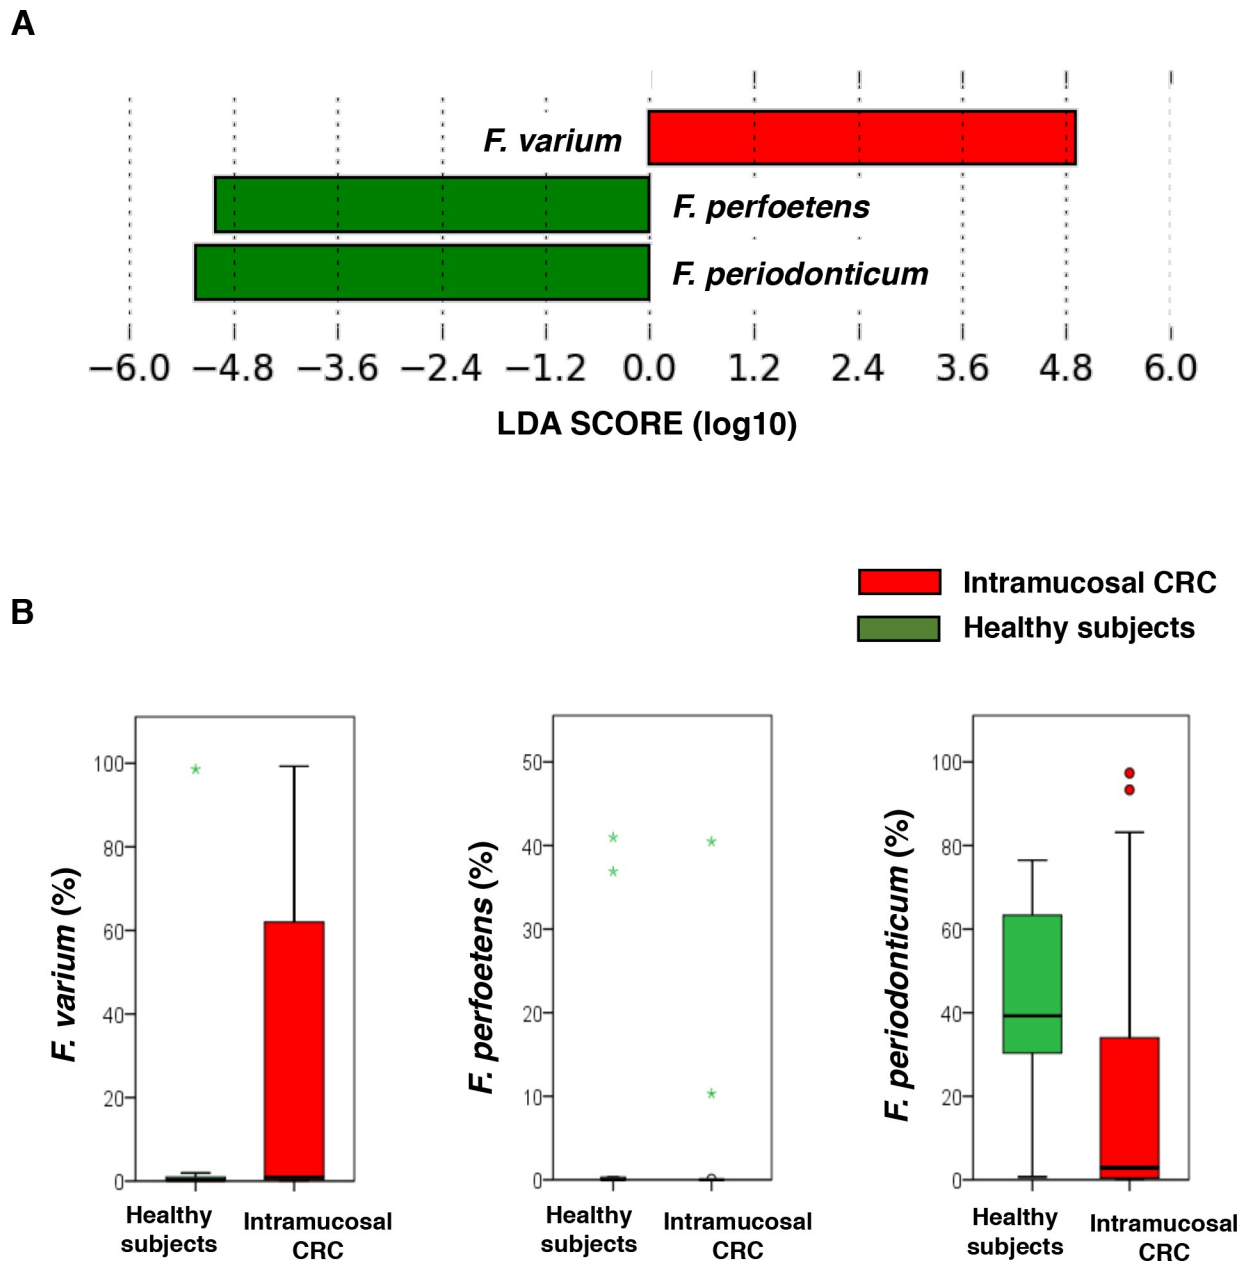 A
F. varium
F. perfoetens
F. periodonticum
−6.0 −4.8 −3.6 −2.4 −1.2 0.0 1.2 2.4 3.6 4.8 6.0
LDA SCORE (log10)
Intramucosal CRC
Healthy subjects
B
F. varium (%)
100
80
60
40
20
0
Healthy subjects
Intramucosal CRC
F. perfoetens (%)
50
40
30
20
10
0
Healthy subjects
Intramucosal CRC
F. periodonticum (%)
100
80
60
40
20
0
Healthy subjects
Intramucosal CRC